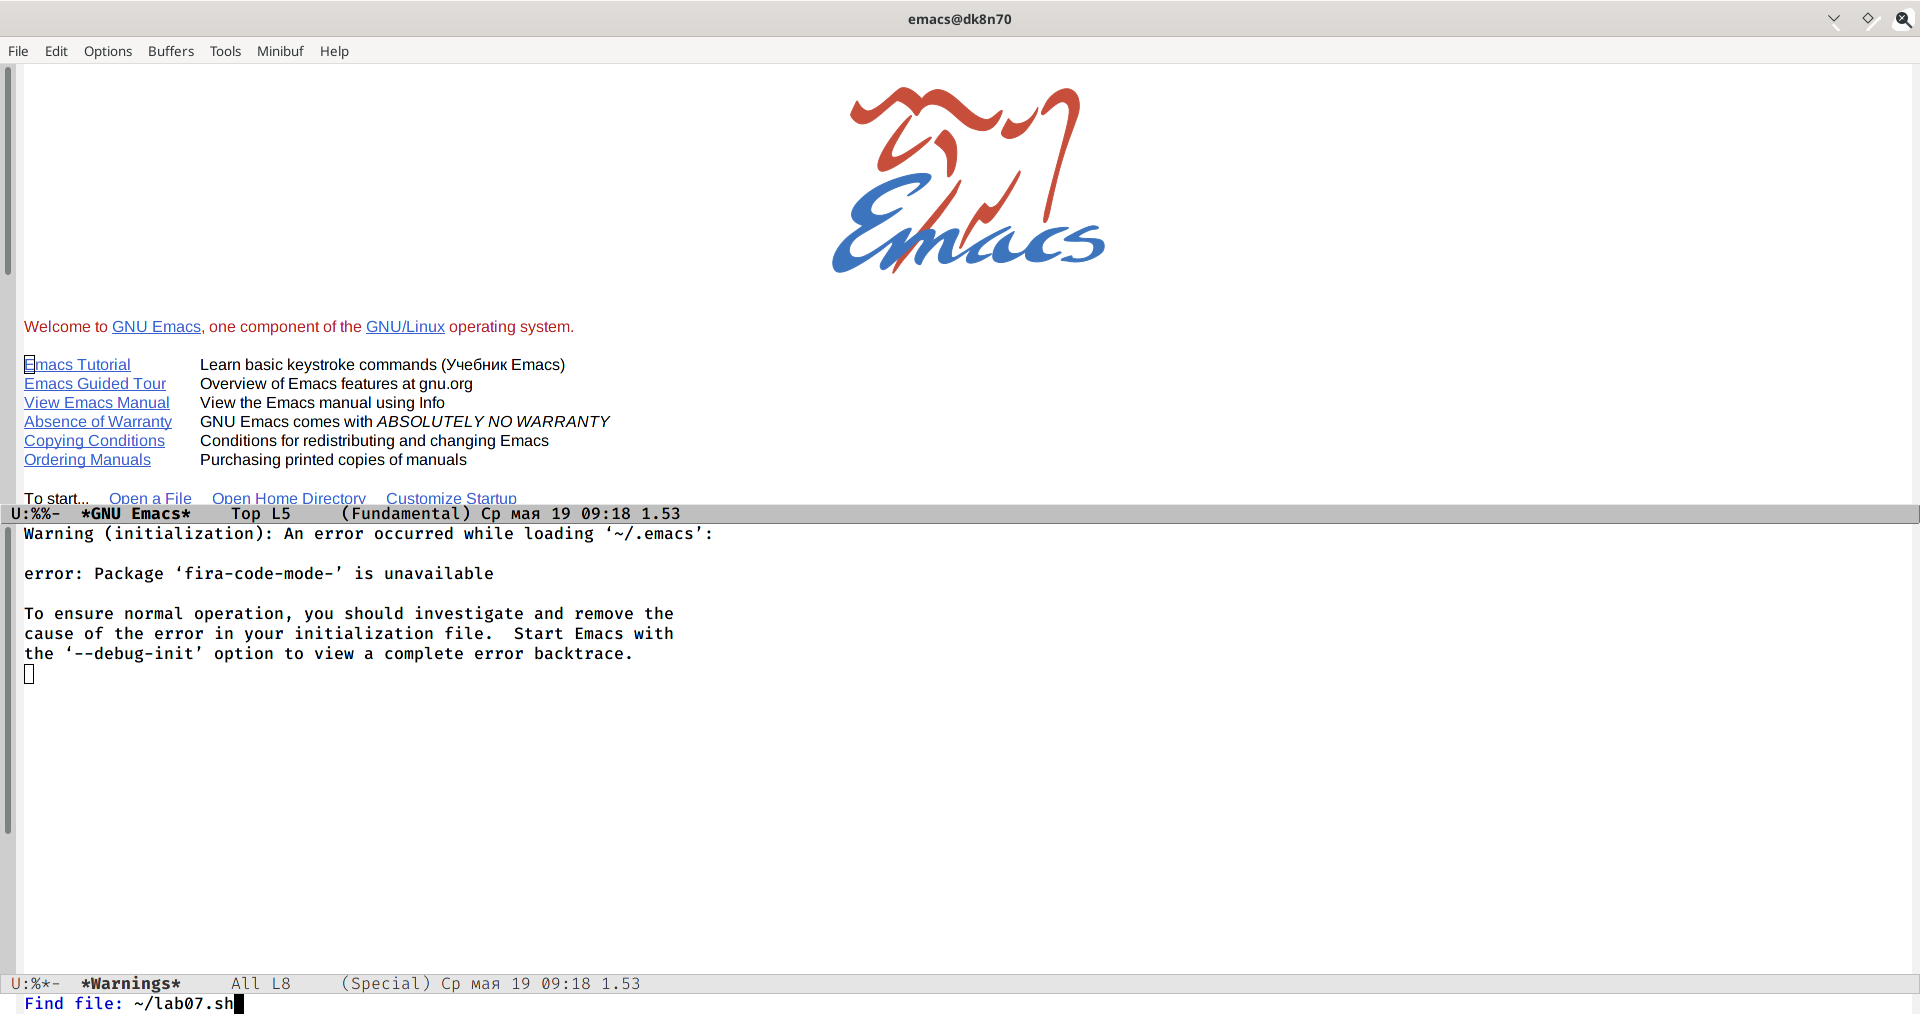 emacs@dk8n70
File Edit Options Buffers Tools Minibuf Help
Emacs
Welcome to GNU Emacs, one component of the GNU/Linux operating system.
Emacs Tutorial Learn basic keystroke commands (Учебник Emacs)
Emacs Guided Tour Overview of Emacs features at gnu.org
View Emacs Manual View the Emacs manual using Info
Absence of Warranty GNU Emacs comes with ABSOLUTELY NO WARRANTY
Copying Conditions Conditions for redistributing and changing Emacs
Ordering Manuals Purchasing printed copies of manuals
To start... Open a File Open Home Directory Customize Startup
U:%%- *GNU Emacs* Top L5 (Fundamental) Ср мая 19 09:18 1.53
Warning (initialization): An error occurred while loading ‘~/.emacs’:
error: Package ‘fira-code-mode-’ is unavailable
To ensure normal operation, you should investigate and remove the
cause of the error in your initialization file. Start Emacs with
the ‘--debug-init’ option to view a complete error backtrace.
U:%*- *Warnings* All L8 (Special) Ср мая 19 09:18 1.53
Find file: ~/lab07.sh